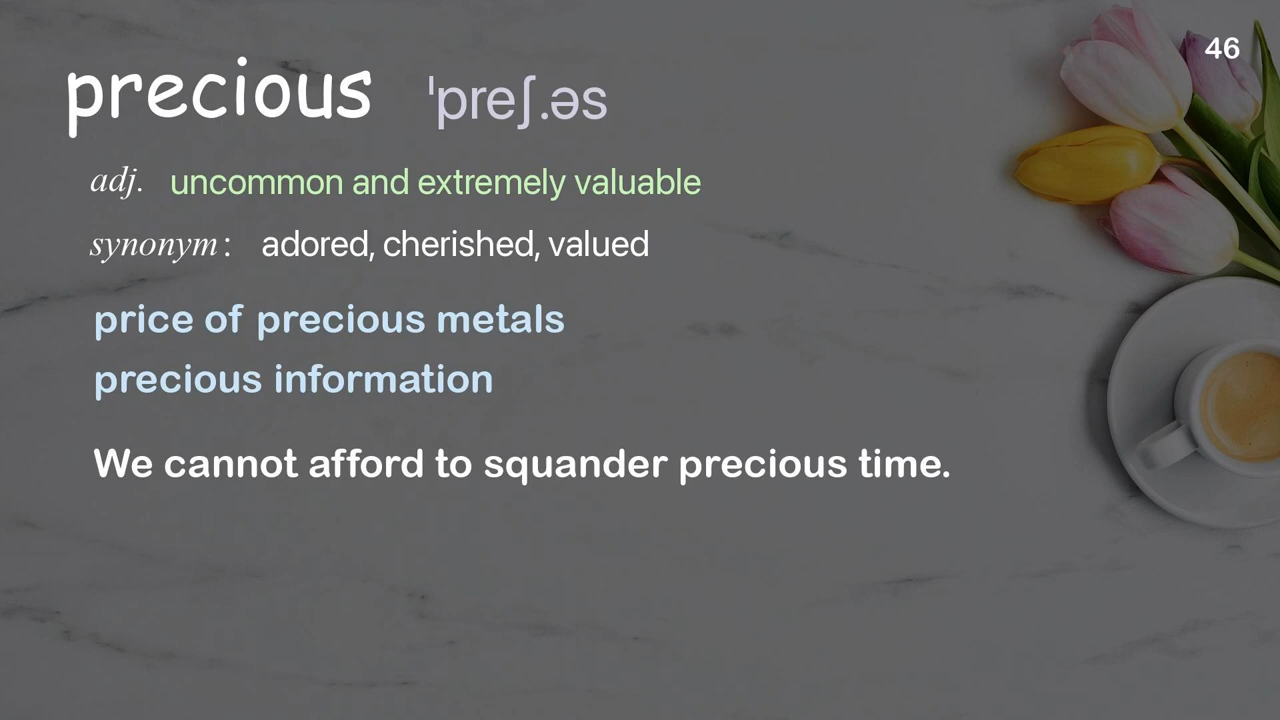 46
precious ˈpreʃ.əs
adj. uncommon and extremely valuable
synonym : adored, cherished, valued
price of precious metals
precious information
We cannot afford to squander precious time.